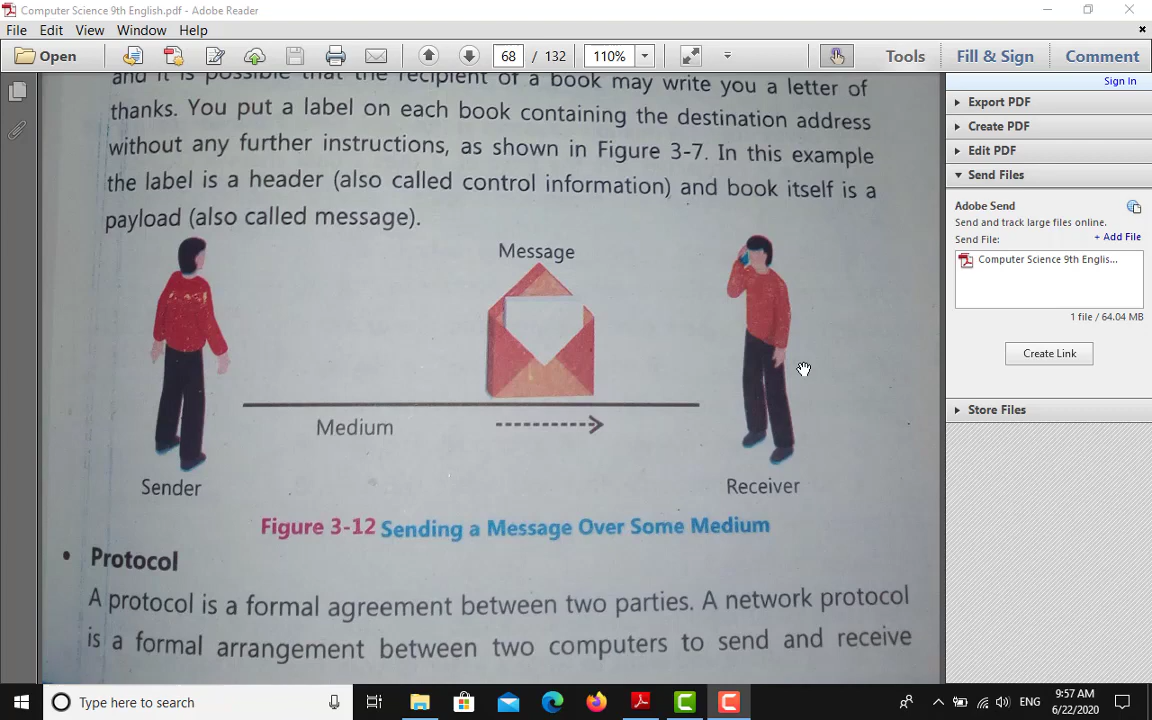 Computer Science 9th English.pdf - Adobe Reader
File Edit View Window Help
Open 68 / 132 110% Tools Fill & Sign Comment
Sign In
and it is possible that the recipient of a book may write you a letter of
thanks. You put a label on each book containing the destination address
without any further instructions, as shown in Figure 3-7. In this example
the label is a header (also called control information) and book itself is a
payload (also called message).
Message
Medium
Sender
Receiver
Figure 3-12 Sending a Message Over Some Medium
• Protocol
A protocol is a formal agreement between two parties. A network protocol
is a formal arrangement between two computers to send and receive
Export PDF
Create PDF
Edit PDF
Send Files
Adobe Send
Send and track large files online.
+ Add File
Send File:
Computer Science 9th Englis...
1 file / 64.04 MB
Create Link
Store Files
Type here to search
ENG
9:57 AM
6/22/2020